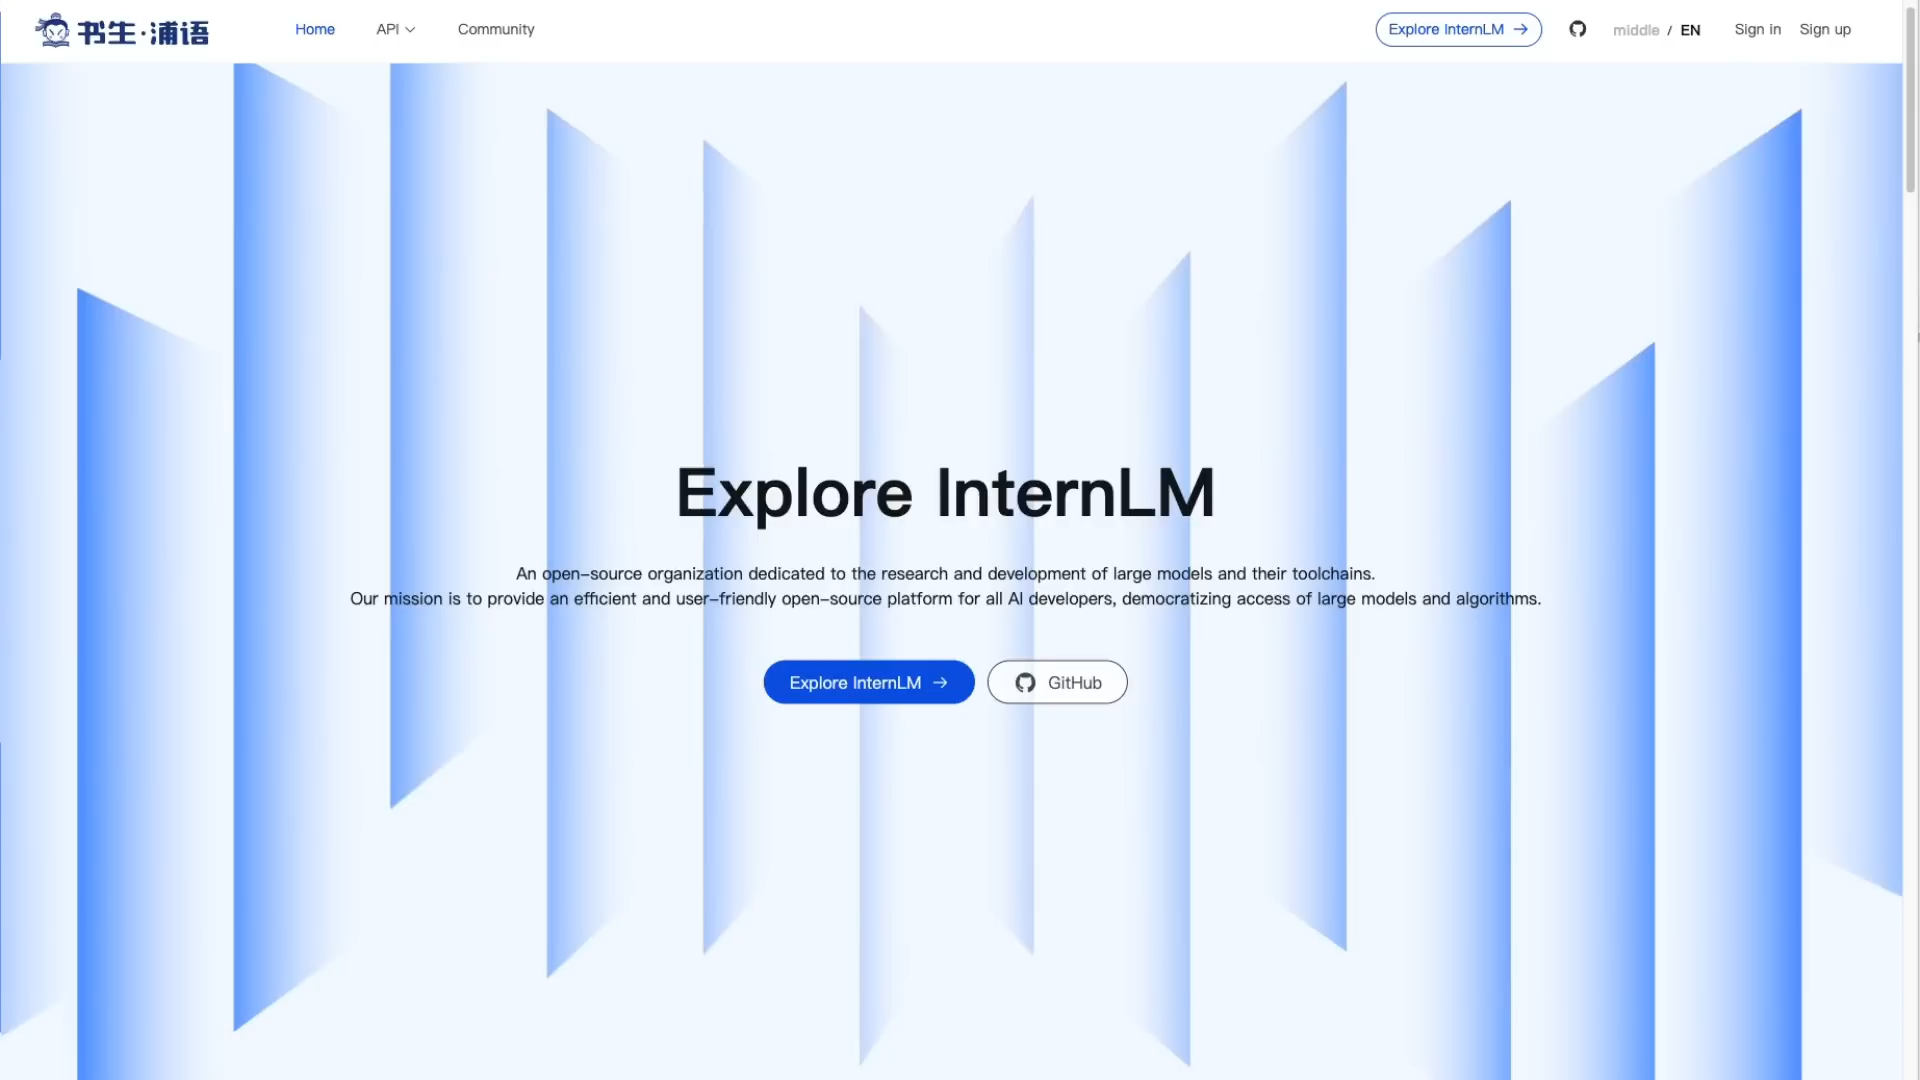 书生·浦语
Home
API
Community
Explore InternLM →
middle / EN
Sign in
Sign up
Explore InternLM
An open-source organization dedicated to the research and development of large models and their toolchains.
Our mission is to provide an efficient and user-friendly open-source platform for all AI developers, democratizing access of large models and algorithms.
Explore InternLM →
GitHub